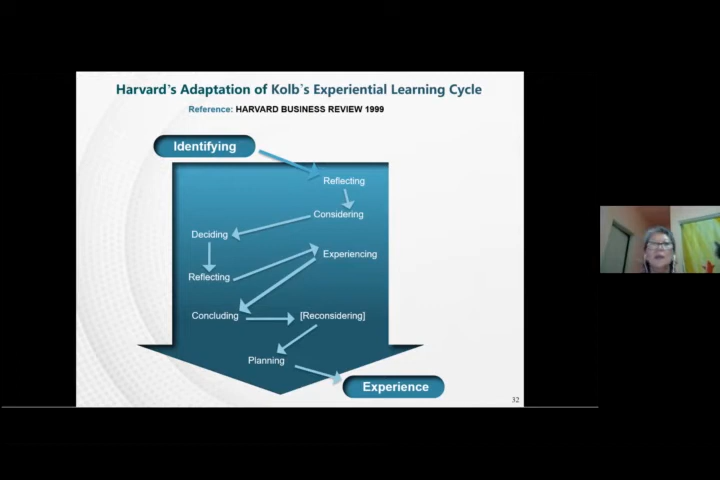 Harvard's Adaptation of Kolb's Experiential Learning Cycle
Reference: HARVARD BUSINESS REVIEW 1999
Identifying
Reflecting
Considering
Deciding
Experiencing
Reflecting
Concluding
[Reconsidering]
Planning
Experience
32